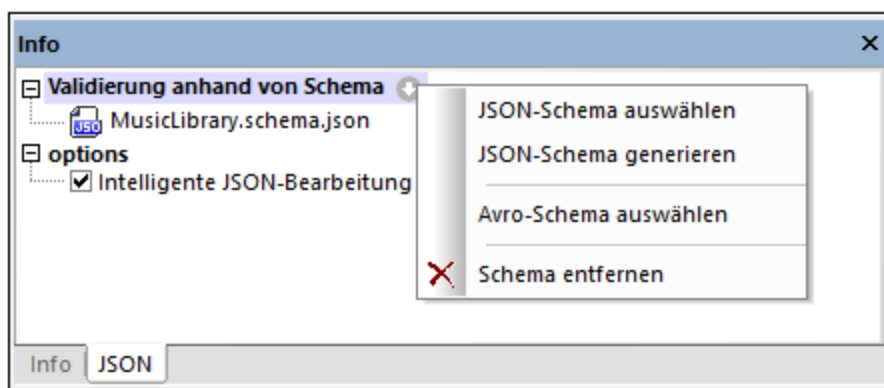 Info
Validierung anhand von Schema
MusicLibrary.schema.json
options
Intelligente JSON-Bearbeitung
JSON-Schema auswählen
JSON-Schema generieren
Avro-Schema auswählen
Schema entfernen
Info
JSON